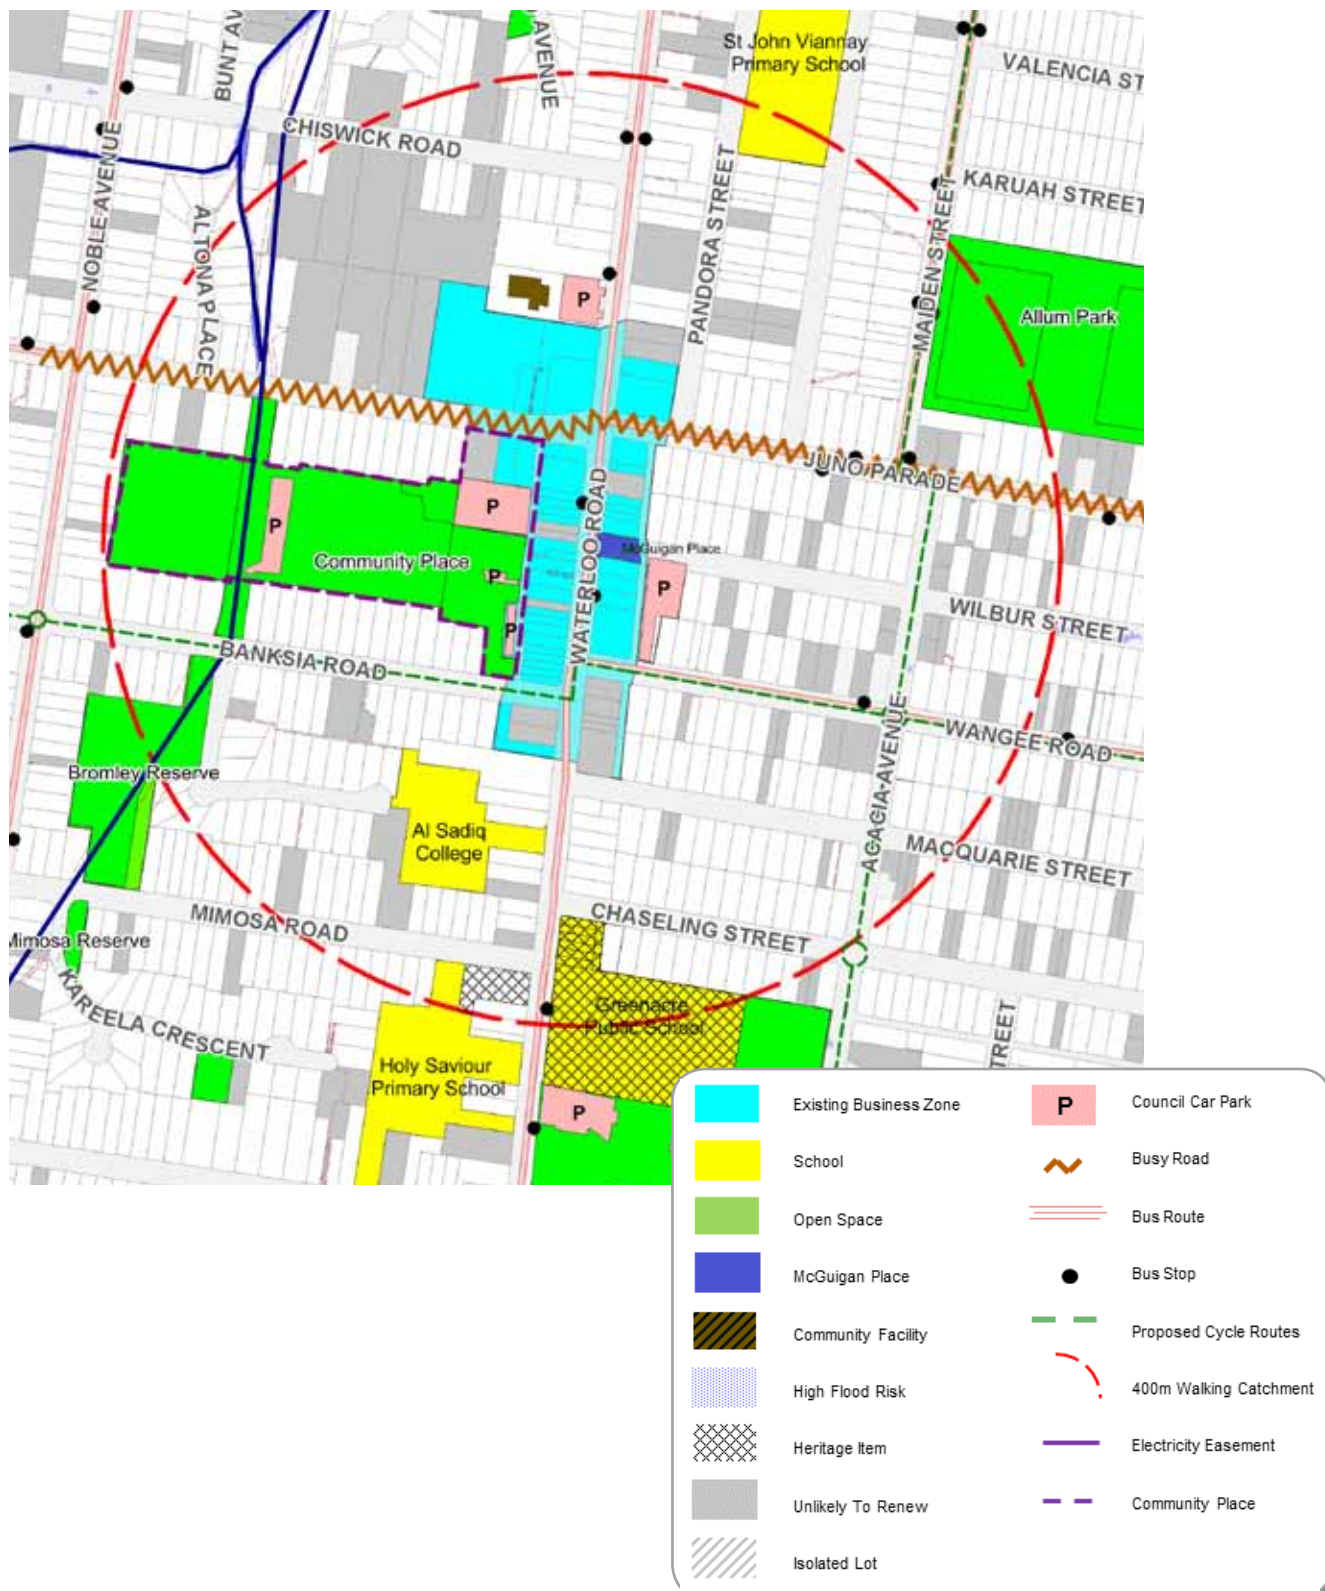 BUNT AV
AVENUE
St John Viannay
Primary School
VALENCIA ST
CHISWICK ROAD
NOBLE AVENUE
ALTONA PLACE
PANDORA STREET
MAIDEN STREET
KARUAH STREET
P
Allum Park
JUNO PARADE
P
P
Community Place
P
P
WATERLOO ROAD
McGuigan Place
P
WILBUR STREET
BANKSIA ROAD
WANGEE ROAD
ACACIA AVENUE
Bromley Reserve
Al Sadiq
College
MACQUARIE STREET
MIMOSA ROAD
CHASELING STREET
Mimosa Reserve
KAREELA CRESCENT
Greenacre
Public School
TREET
Holy Saviour
Primary School
P
Existing Business Zone
School
Open Space
McGuigan Place
Community Facility
High Flood Risk
Heritage Item
Unlikely To Renew
Isolated Lot
P
Council Car Park
Busy Road
Bus Route
Bus Stop
Proposed Cycle Routes
400m Walking Catchment
Electricity Easement
Community Place